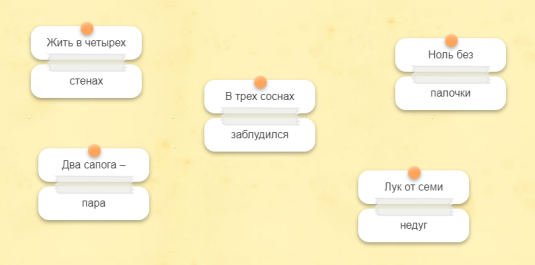 Жить в четырех
стенах
Ноль без
палочки
В трех соснах
заблудился
Два сапога –
пара
Лук от семи
недуг